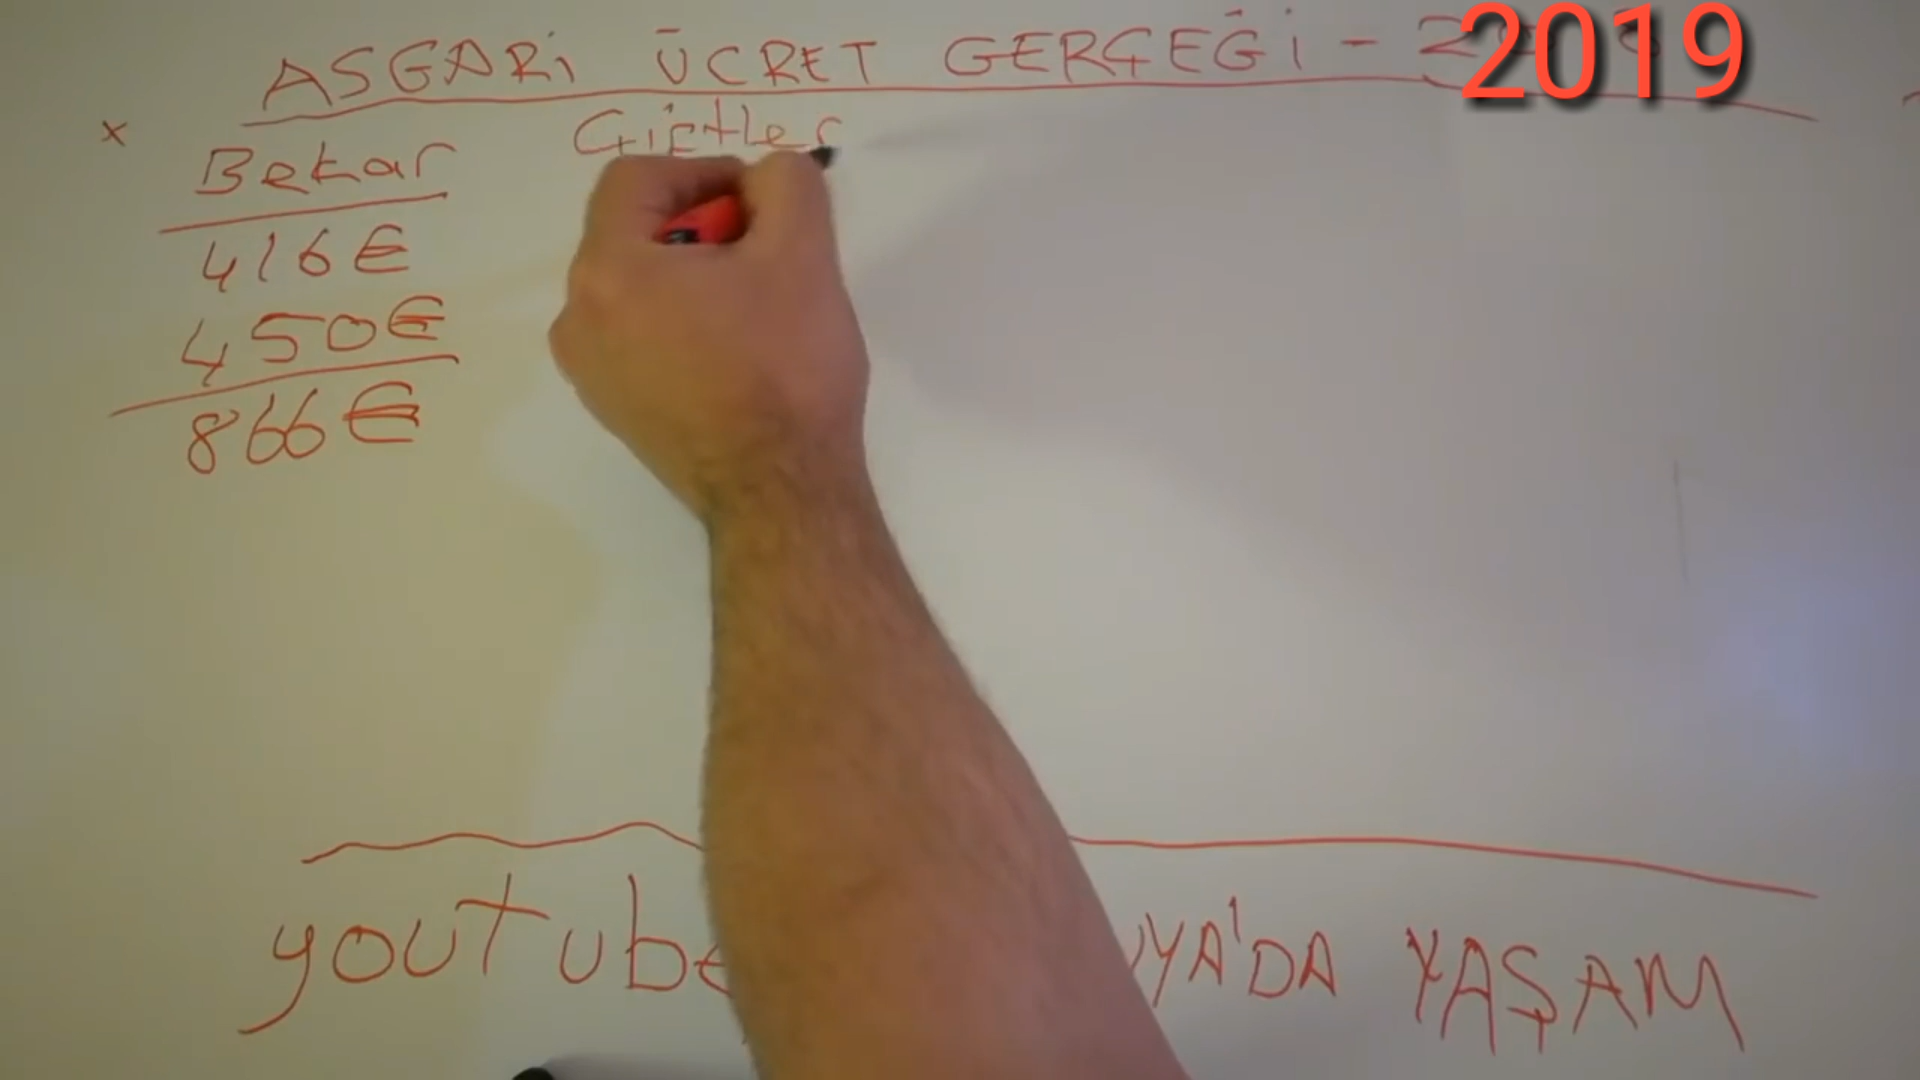 ASGARİ ÜCRET GERÇEĞİ - 2019
x
Bekar Çiftler
416€
450€
866€
youtube YA'DA YAŞAM